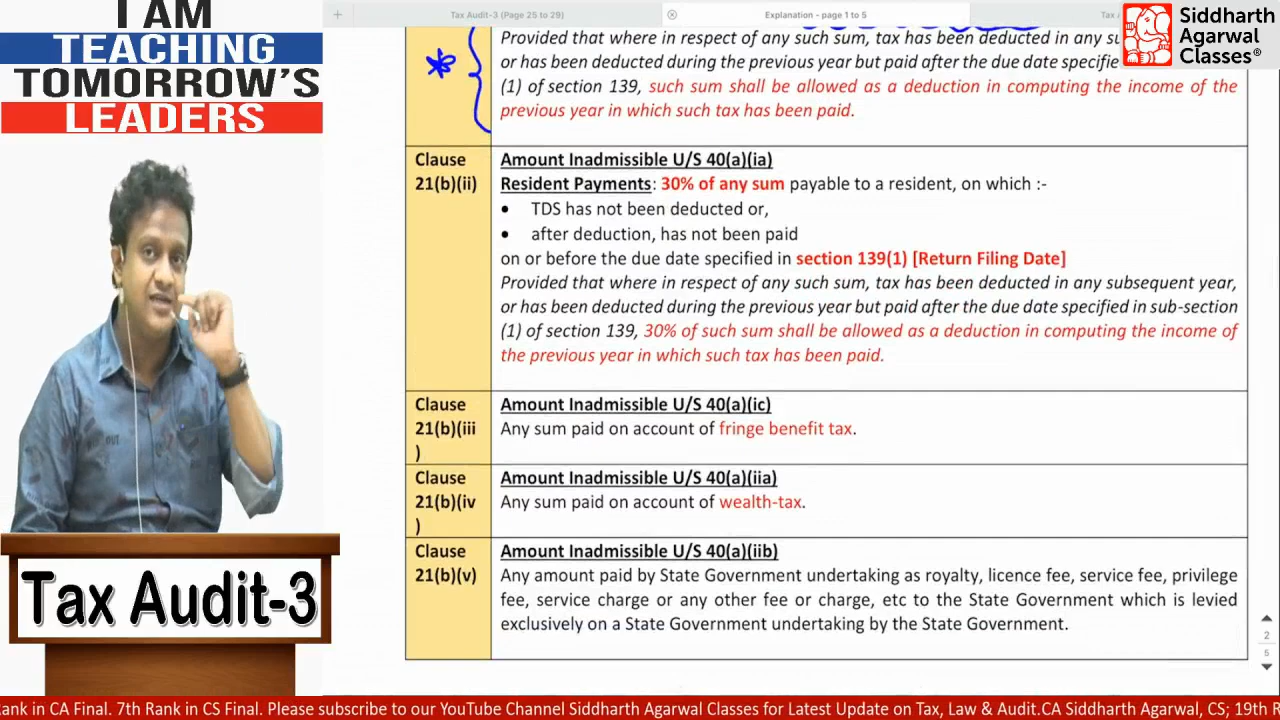 I AM
TEACHING
TOMORROW'S
LEADERS
Tax Audit-3 (Page 25 to 29)
Explanation - page 1 to 5
Siddharth
Agarwal
Classes®
Provided that where in respect of any such sum, tax has been deducted in any
or has been deducted during the previous year but paid after the due date
(1) of section 139, such sum shall be allowed as a deduction in computing the income of the
previous year in which such tax has been paid.
Clause
21(b)(ii)
Amount Inadmissible U/S 40(a)(ia)
Resident Payments: 30% of any sum payable to a resident, on which :-
• TDS has not been deducted or,
• after deduction, has not been paid
on or before the due date specified in section 139(1) [Return Filing Date]
Provided that where in respect of any such sum, tax has been deducted in any subsequent year,
or has been deducted during the previous year but paid after the due date specified in sub-section
(1) of section 139, 30% of such sum shall be allowed as a deduction in computing the income of
the previous year in which such tax has been paid.
Clause
21(b)(iii
)
Amount Inadmissible U/S 40(a)(ic)
Any sum paid on account of fringe benefit tax.
Clause
21(b)(iv
)
Amount Inadmissible U/S 40(a)(iia)
Any sum paid on account of wealth-tax.
Clause
21(b)(v)
Amount Inadmissible U/S 40(a)(iib)
Any amount paid by State Government undertaking as royalty, licence fee, service fee, privilege
fee, service charge or any other fee or charge, etc to the State Government which is levied
exclusively on a State Government undertaking by the State Government.
2
5
Tax Audit-3
Rank in CA Final. 7th Rank in CS Final. Please subscribe to our YouTube Channel Siddharth Agarwal Classes for Latest Update on Tax, Law & Audit.CA Siddharth Agarwal, CS; 19th R